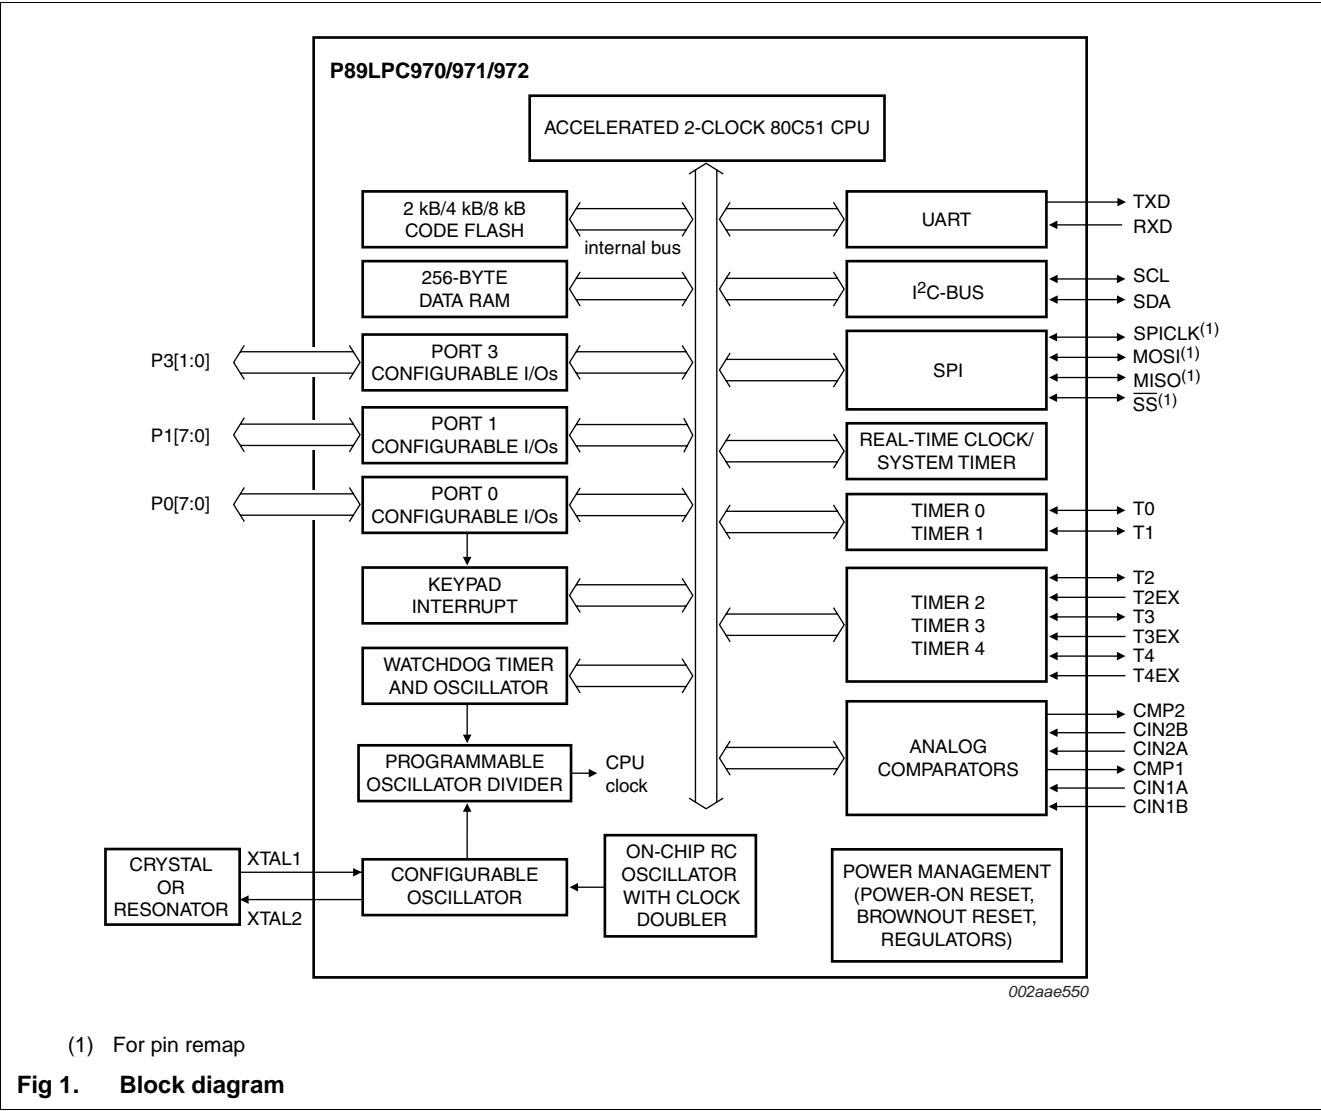 P89LPC970/971/972
ACCELERATED 2-CLOCK 80C51 CPU
2 kB/4 kB/8 kB
CODE FLASH
internal bus
256-BYTE
DATA RAM
P3[1:0]
PORT 3
CONFIGURABLE I/Os
P1[7:0]
PORT 1
CONFIGURABLE I/Os
P0[7:0]
PORT 0
CONFIGURABLE I/Os
KEYPAD
INTERRUPT
WATCHDOG TIMER
AND OSCILLATOR
PROGRAMMABLE
OSCILLATOR DIVIDER
CPU
clock
CRYSTAL
OR
RESONATOR
XTAL1
XTAL2
CONFIGURABLE
OSCILLATOR
ON-CHIP RC
OSCILLATOR
WITH CLOCK
DOUBLER
UART
TXD
RXD
I²C-BUS
SCL
SDA
SPI
SPICLK(1)
MOSI(1)
MISO(1)
S̅S̅(1)
REAL-TIME CLOCK/
SYSTEM TIMER
TIMER 0
TIMER 1
T0
T1
TIMER 2
TIMER 3
TIMER 4
T2
T2EX
T3
T3EX
T4
T4EX
ANALOG
COMPARATORS
CMP2
CIN2B
CIN2A
CMP1
CIN1A
CIN1B
POWER MANAGEMENT
(POWER-ON RESET,
BROWNOUT RESET,
REGULATORS)
002aae550
(1) For pin remap
Fig 1. Block diagram